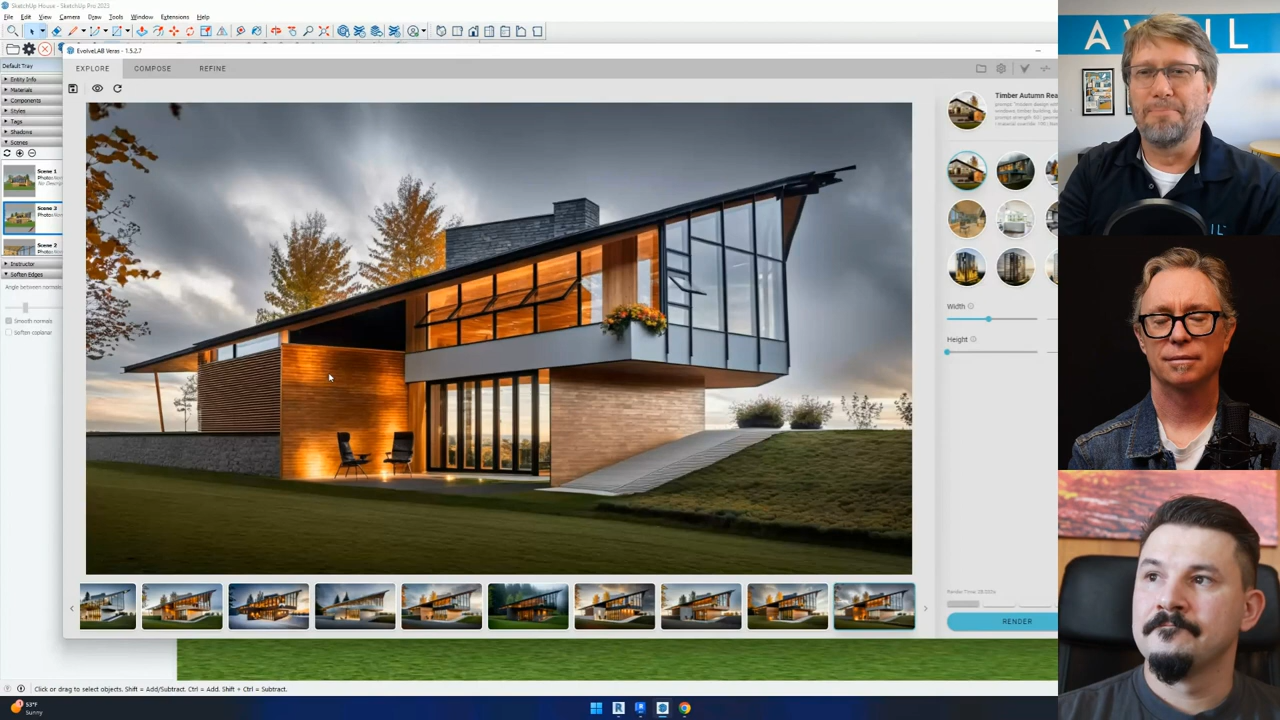 SketchUp House - SketchUp Pro 2023
File Edit View Camera Draw Tools Window Extensions Help
EvolveLAB Veras - 1.5.2.7
Default Tray
Entity Info
Materials
Components
Styles
Tags
Shadows
Scenes
Scene 1
Scene 3
Scene 2
Instructor
Soften Edges
Angle between normals
Smooth normals
Soften coplanar
EXPLORE COMPOSE REFINE
Timber Autumn Rea
Width
Height
RENDER
Click or drag to select objects. Shift = Add/Subtract. Ctrl = Add. Shift + Ctrl = Subtract.
53°F
Sunny